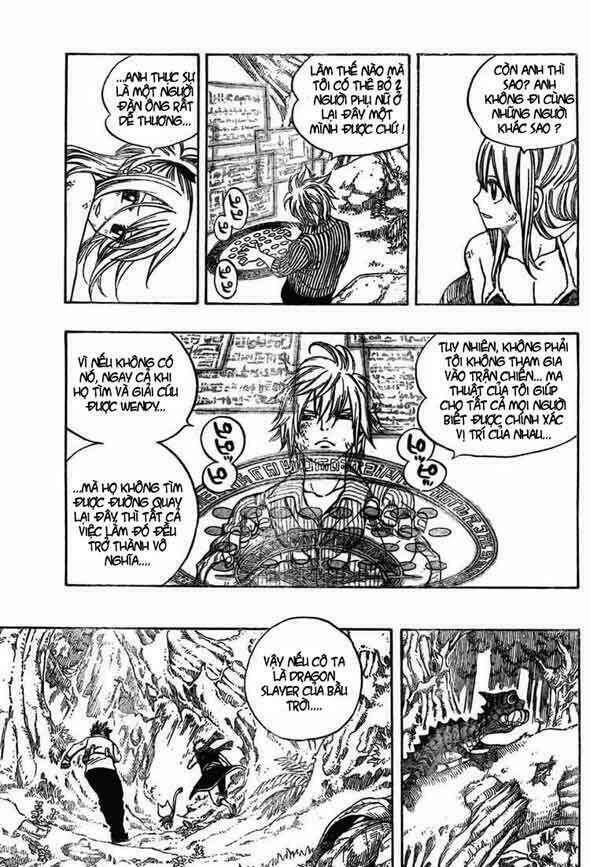 CÒN ANH THÌ
SAO? ANH
KHÔNG ĐI CÙNG
NHỮNG NGƯỜI
KHÁC SAO ?
LÀM THẾ NÀO MÀ
TÔI CÓ THỂ BỎ 2
NGƯỜI PHỤ NỮ Ở
LẠI ĐÂY MỘT
MÌNH ĐƯỢC CHỨ !
...ANH THỰC SỰ
LÀ MỘT NGƯỜI
ĐÀN ÔNG RẤT
DỄ THƯƠNG...
TUY NHIÊN, KHÔNG PHẢI
TÔI KHÔNG THAM GIA
VÀO TRẬN CHIẾN... MA
THUẬT CỦA TÔI GIÚP
CHO TẤT CẢ MỌI NGƯỜI
BIẾT ĐƯỢC CHÍNH XÁC
VỊ TRÍ CỦA NHAU...
VÌ NẾU KHÔNG CÓ
NÓ, NGAY CẢ KHI
HỌ TÌM VÀ GIẢI CỨU
ĐƯỢC WENDY...
...MÀ HỌ KHÔNG TÌM
ĐƯỢC ĐƯỜNG QUAY
LẠI ĐÂY, THÌ TẤT CẢ
VIỆC LÀM ĐÓ ĐỀU
TRỞ THÀNH VÔ
NGHĨA....
VẬY NẾU CÔ TA
LÀ DRAGON
SLAYER CỦA BẦU
TRỜI....